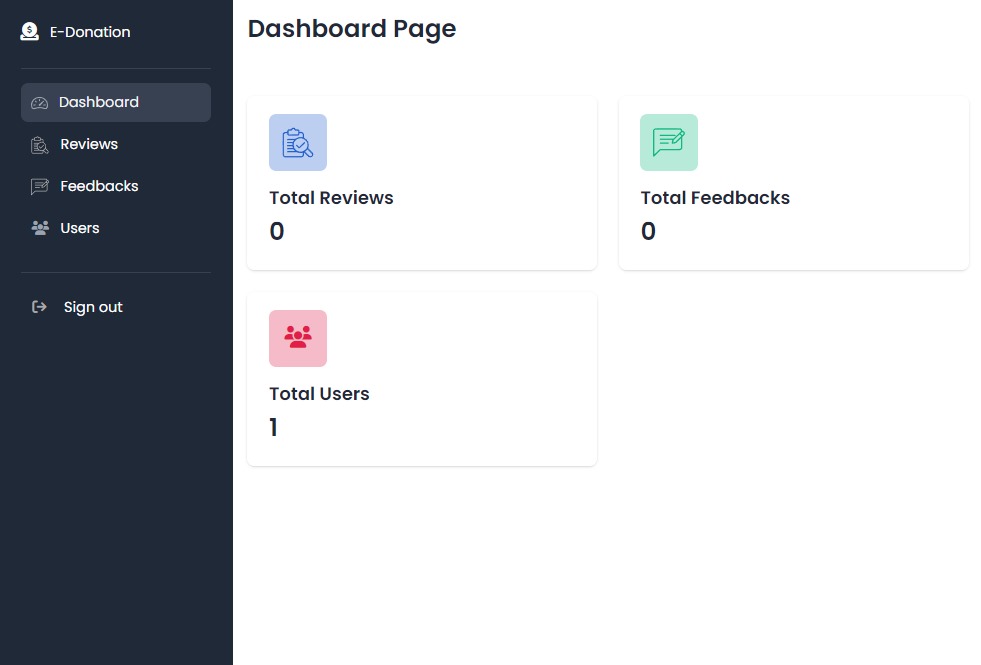 E-Donation
Dashboard
Reviews
Feedbacks
Users
Sign out
Dashboard Page
Total Reviews
0
Total Feedbacks
0
Total Users
1